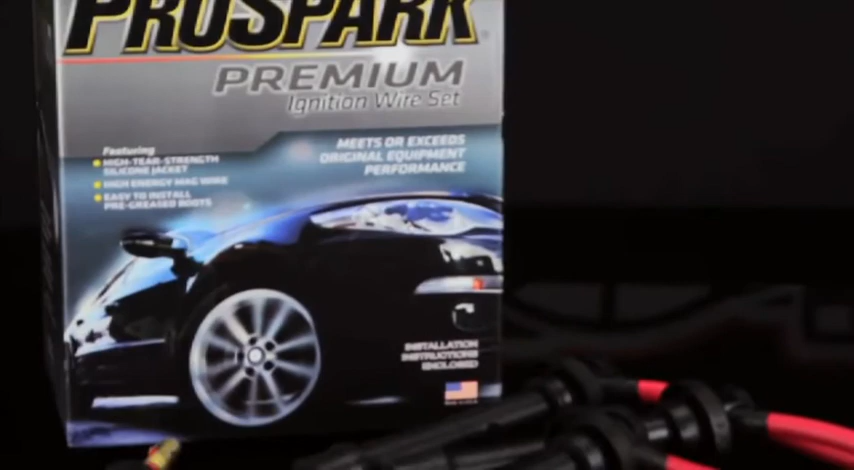 PROSPARK
PREMIUM
Ignition Wire Set
Featuring
HIGH-TEAR-STRENGTH
SILICONE JACKET
HIGH ENERGY MAG WIRE
EASY TO INSTALL
PRE-GREASED BOOTS
MEETS OR EXCEEDS
ORIGINAL EQUIPMENT
PERFORMANCE
INSTALLATION
INSTRUCTIONS
ENCLOSED